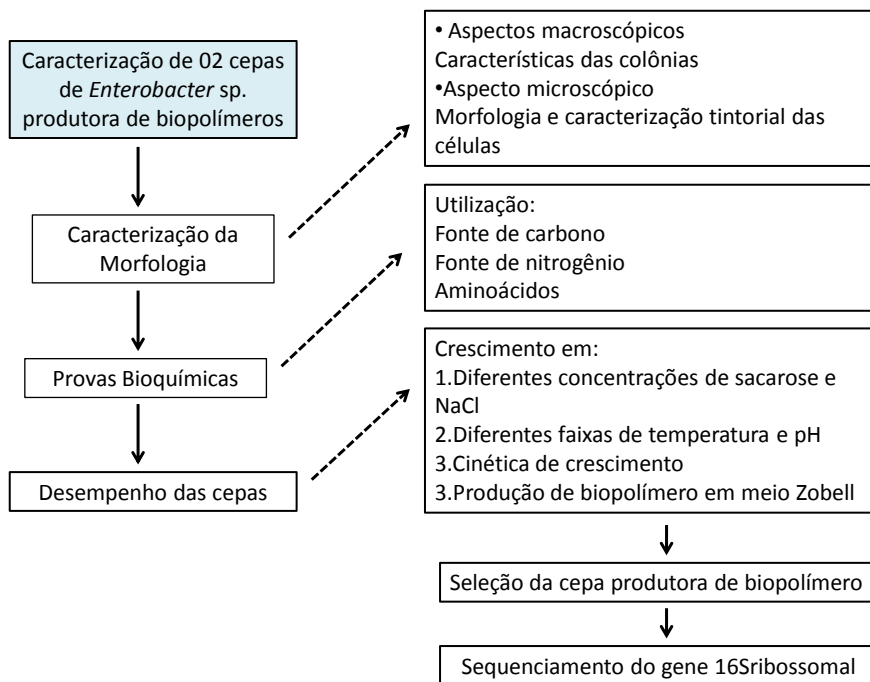 Caracterização de 02 cepas
de Enterobacter sp.
produtora de biopolímeros
• Aspectos macroscópicos
Características das colônias
•Aspecto microscópico
Morfologia e caracterização tintorial das
células
Caracterização da
Morfologia
Utilização:
Fonte de carbono
Fonte de nitrogênio
Aminoácidos
Provas Bioquímicas
Crescimento em:
1.Diferentes concentrações de sacarose e
NaCl
2.Diferentes faixas de temperatura e pH
3.Cinética de crescimento
3.Produção de biopolímero em meio Zobell
Desempenho das cepas
Seleção da cepa produtora de biopolímero
Sequenciamento do gene 16Sribossomal